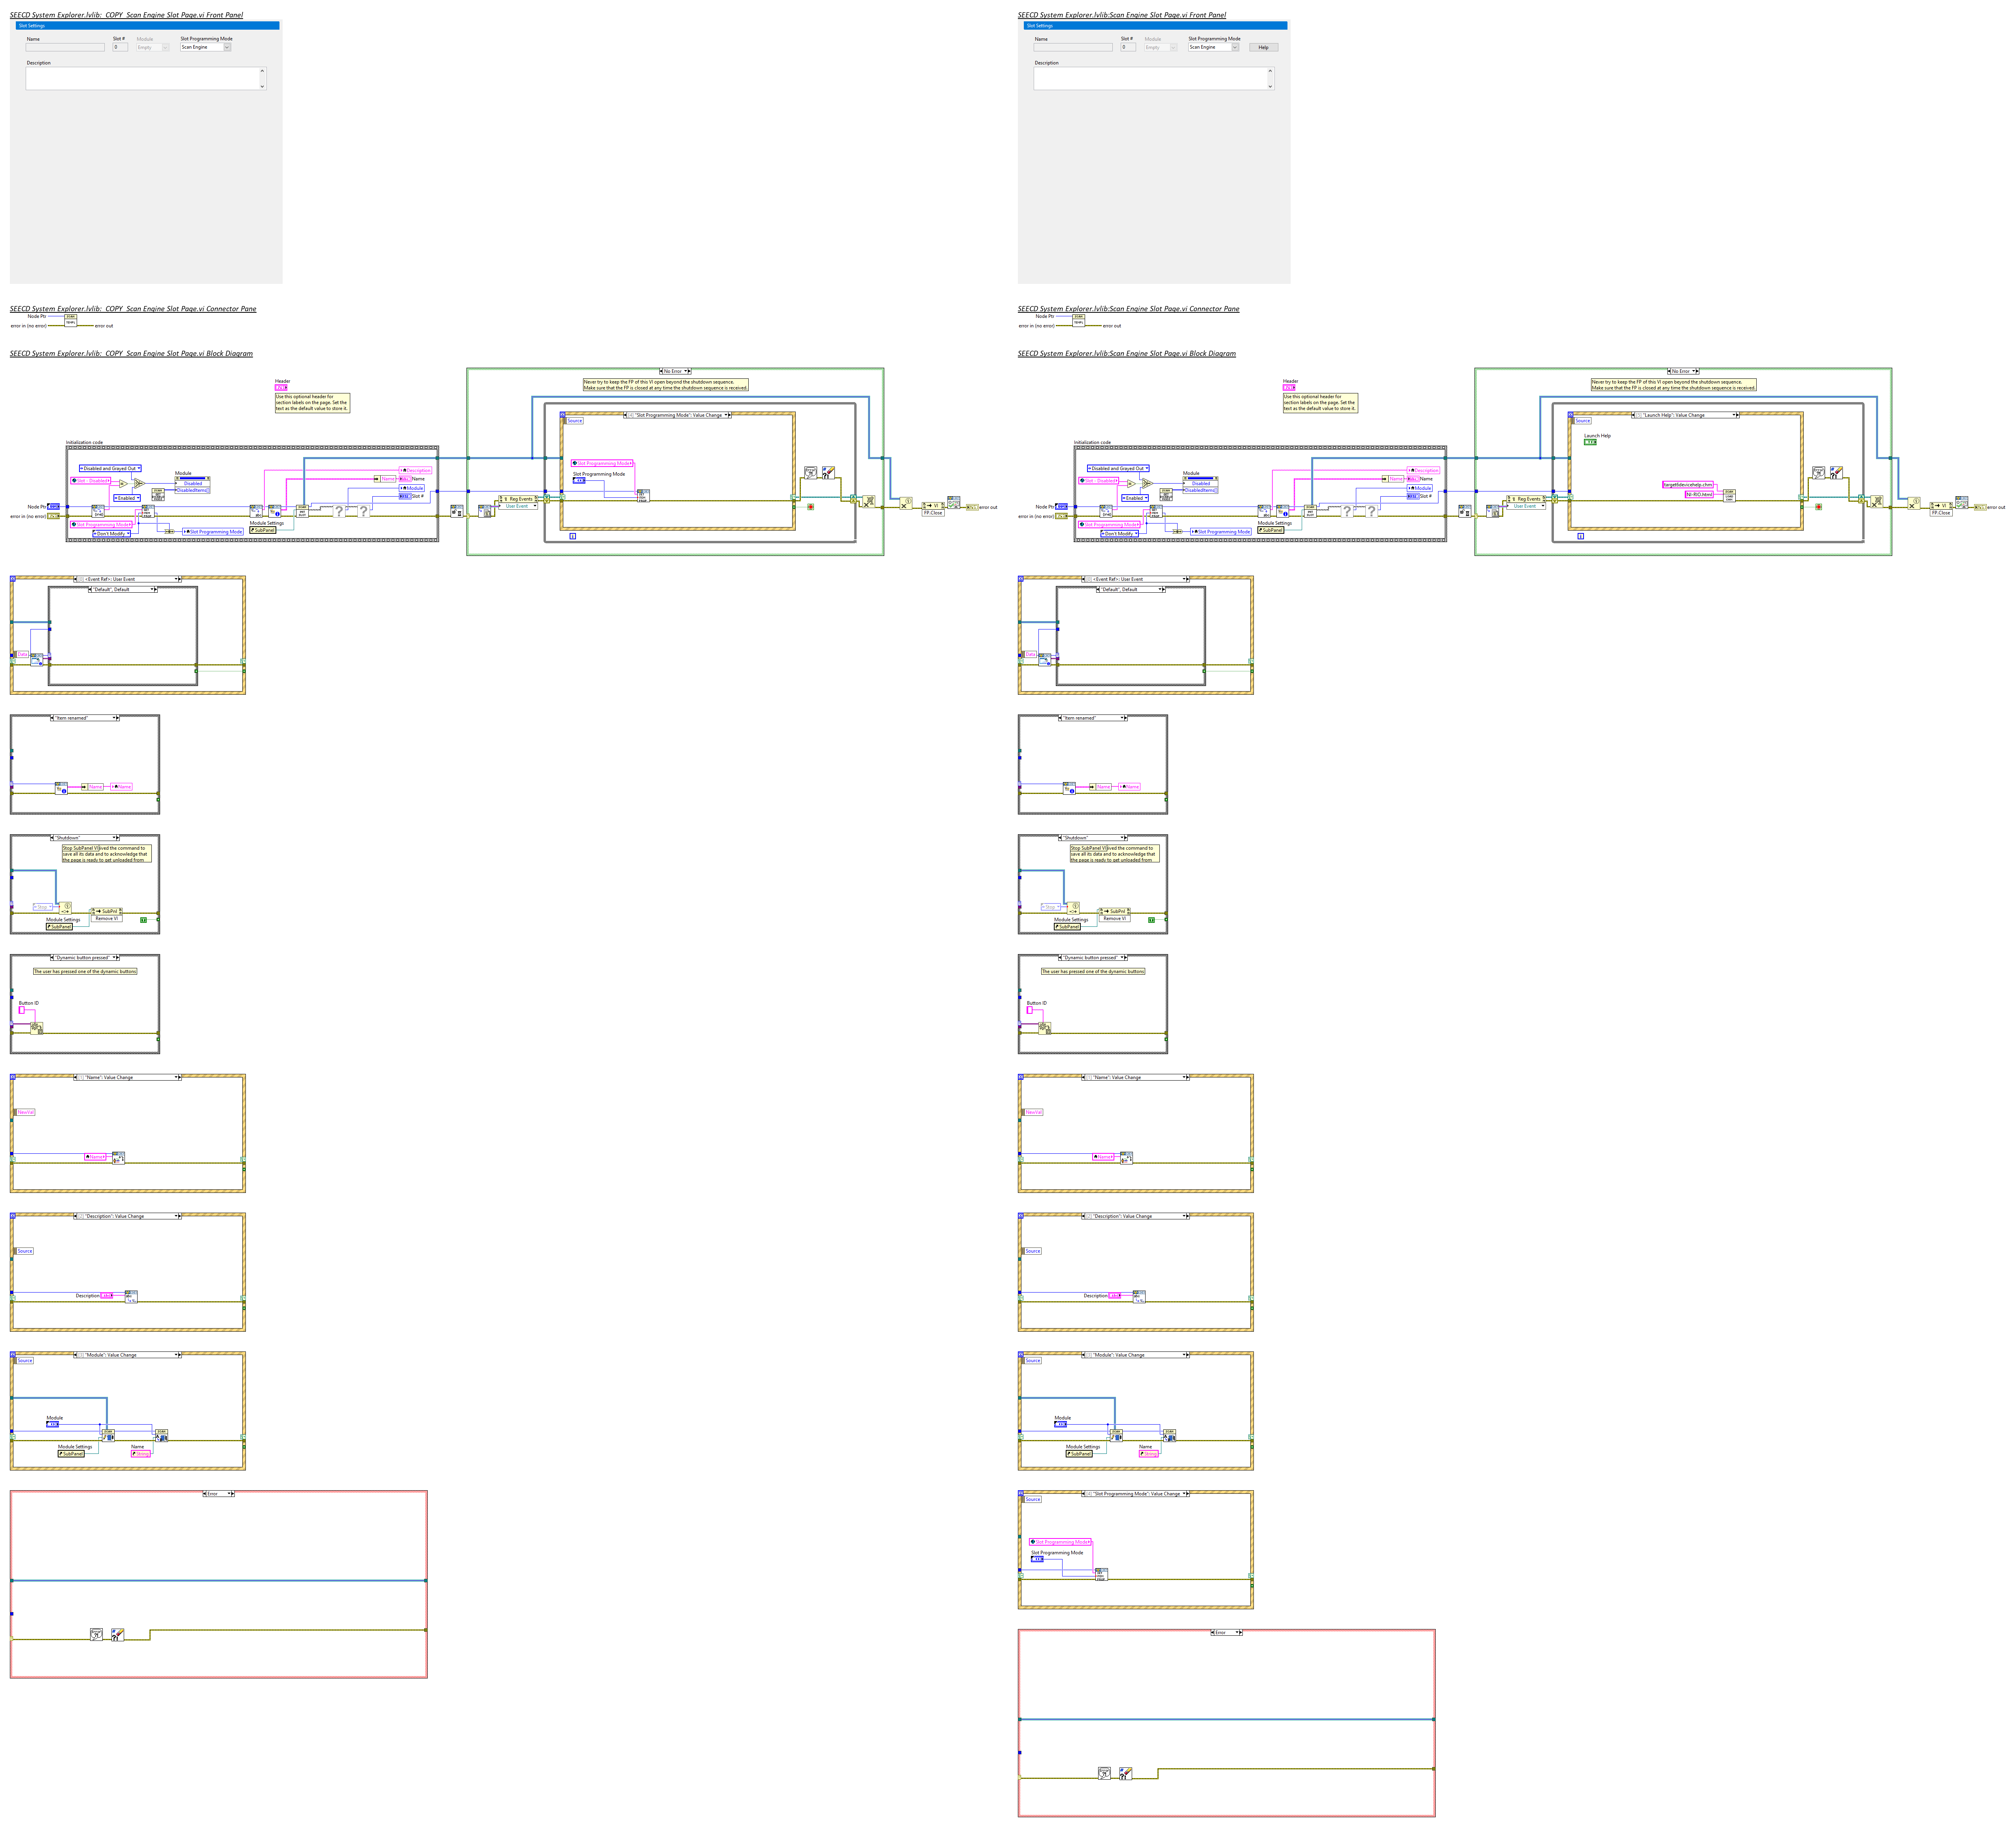 SEECD System Explorer.lvlib:_COPY_Scan Engine Slot Page.vi Front Panel
Slot Settings
Name
Slot #
Module
Slot Programming Mode
0
Empty
Scan Engine
Description
SEECD System Explorer.lvlib:_COPY_Scan Engine Slot Page.vi Connector Pane
Node Ptr
error in (no error)
error out
SEECD System Explorer.lvlib:_COPY_Scan Engine Slot Page.vi Block Diagram
Header
Use this optional header for
section labels on the page. Set the
text as the default value to store it.
No Error
Never try to keep the FP of this VI open beyond the shutdown sequence.
Make sure that the FP is closed at any time the shutdown sequence is received.
[4] "Slot Programming Mode": Value Change
Source
Slot Programming Mode
Slot Programming Mode
Initialization code
Disabled and Grayed Out
Slot - Disabled
Enabled
Module
Disabled
DisabledItems[]
Node Ptr
error in (no error)
Slot Programming Mode
Don't Modify
Slot Programming Mode
Module Settings
SubPanel
Description
Name
Name
Module
Slot #
Reg Events
User Event
VI
FP.Close
error out
<Event Ref>: User Event
"Default", Default
Data
"Item renamed"
Name
Name
"Shutdown"
Stop SubPanel VI
ived the command to
save all its data and to acknowledge that
the page is ready to get unloaded from
Stop
SubPnl
Remove VI
Module Settings
SubPanel
"Dynamic button pressed"
The user has pressed one of the dynamic buttons
Button ID
[1] "Name": Value Change
NewVal
Name
[2] "Description": Value Change
Source
Description
[3] "Module": Value Change
Source
Module
Module Settings
SubPanel
Name
String
Error
SEECD System Explorer.lvlib:Scan Engine Slot Page.vi Front Panel
Slot Settings
Name
Slot #
Module
Slot Programming Mode
0
Empty
Scan Engine
Help
Description
SEECD System Explorer.lvlib:Scan Engine Slot Page.vi Connector Pane
Node Ptr
error in (no error)
error out
SEECD System Explorer.lvlib:Scan Engine Slot Page.vi Block Diagram
Header
Use this optional header for
section labels on the page. Set the
text as the default value to store it.
No Error
Never try to keep the FP of this VI open beyond the shutdown sequence.
Make sure that the FP is closed at any time the shutdown sequence is received.
[5] "Launch Help": Value Change
Source
Launch Help
targetfidevicehelp.chm
NI-RIO.html
Initialization code
Disabled and Grayed Out
Slot - Disabled
Enabled
Module
Disabled
DisabledItems[]
Node Ptr
error in (no error)
Slot Programming Mode
Don't Modify
Slot Programming Mode
Module Settings
SubPanel
Description
Name
Name
Module
Slot #
Reg Events
User Event
VI
FP.Close
error out
<Event Ref>: User Event
"Default", Default
Data
"Item renamed"
Name
Name
"Shutdown"
Stop SubPanel VI
ived the command to
save all its data and to acknowledge that
the page is ready to get unloaded from
Stop
SubPnl
Remove VI
Module Settings
SubPanel
"Dynamic button pressed"
The user has pressed one of the dynamic buttons
Button ID
[1] "Name": Value Change
NewVal
Name
[2] "Description": Value Change
Source
Description
[3] "Module": Value Change
Source
Module
Module Settings
SubPanel
Name
String
[4] "Slot Programming Mode": Value Change
Source
Slot Programming Mode
Slot Programming Mode
Error